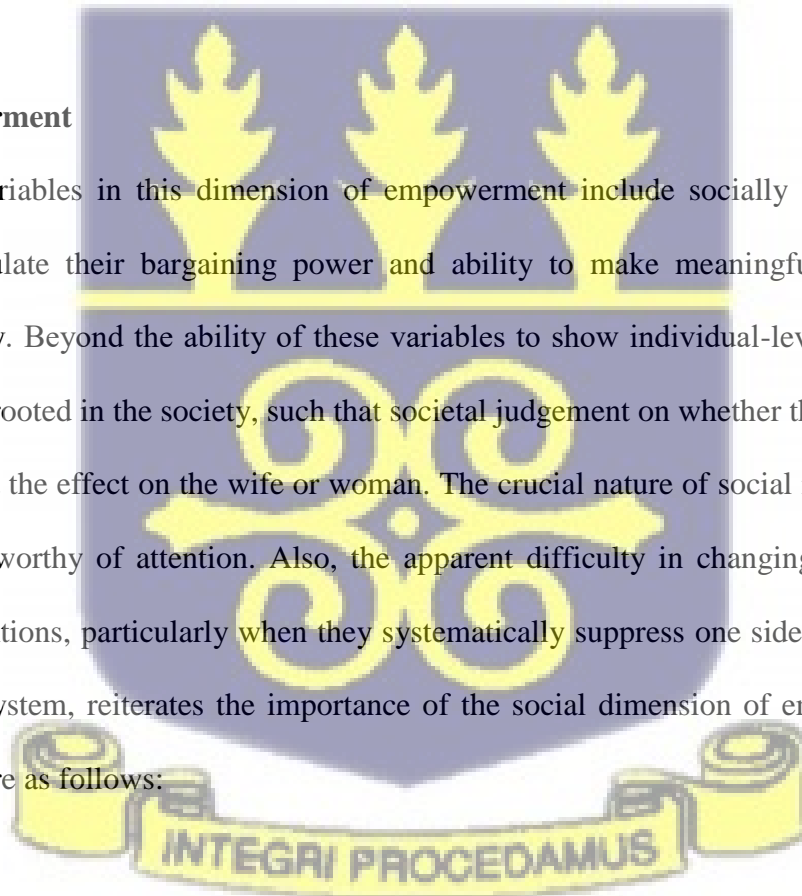 rment
riables in this dimension of empowerment include socially
late their bargaining power and ability to make meaningfu
. Beyond the ability of these variables to show individual-lev
rooted in the society, such that societal judgement on whether th
the effect on the wife or woman. The crucial nature of social
worthy of attention. Also, the apparent difficulty in changing
tions, particularly when they systematically suppress one side
ystem, reiterates the importance of the social dimension of e
re as follows:
INTEGRI PROCEDAMUS